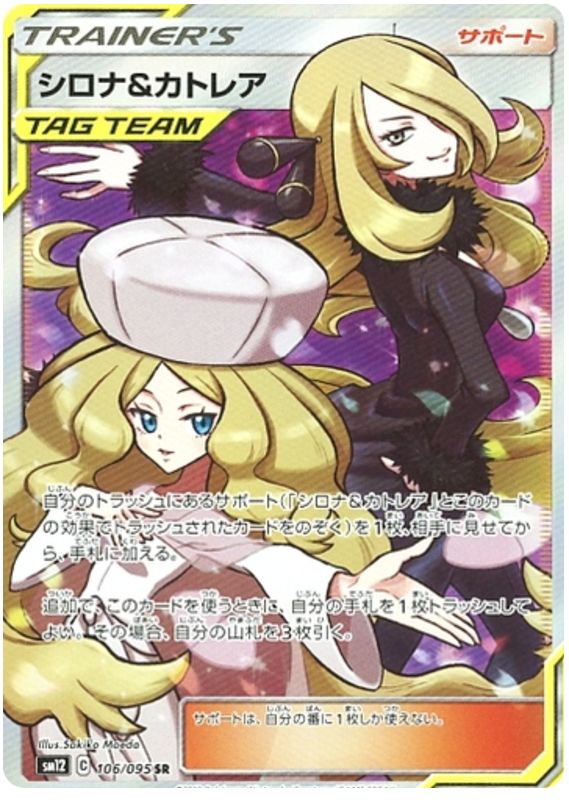 TRAINER'S
サポート
シロナ&カトレア
TAG TEAM
自分のトラッシュにあるサポート(「シロナ&カトレア」とこのカード
の効果でトラッシュされたカードをのぞく)を1枚、相手に見せてか
ら、手札に加える。
追加で、このカードを使うときに、自分の手札を1枚トラッシュして
よい。その場合、自分の山札を3枚引く。
サポートは、自分の番に1枚しか使えない。
Illus.Sakiko Maeda
sm12 C 106/095 SR